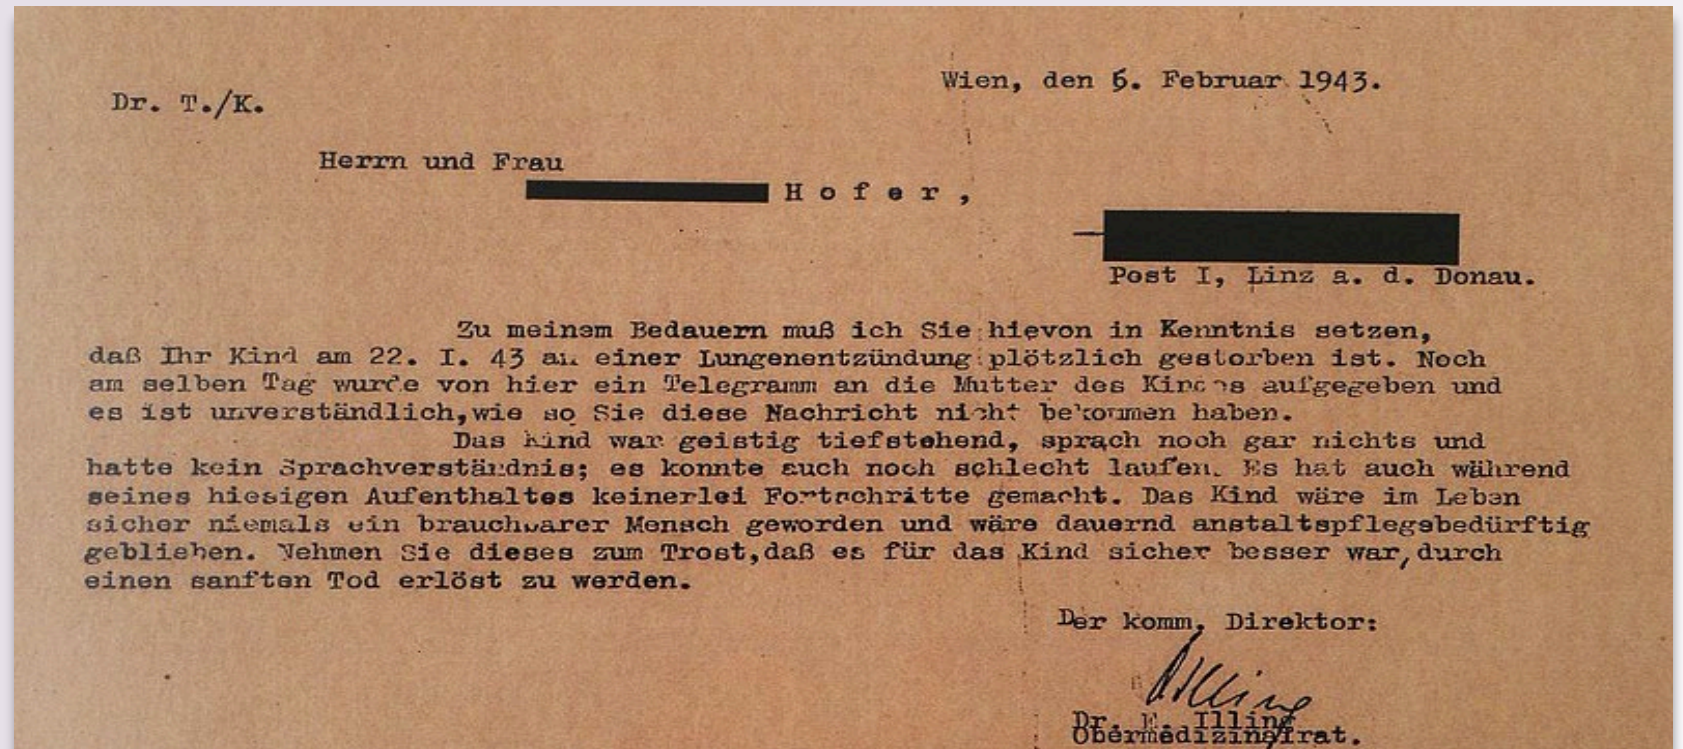 Wien, den 6. Februar 1943.
Dr. T./K.
Herrn und Frau
Hofer,
Post I, Linz a. d. Donau.
Zu meinem Bedauern muß ich Sie hievon in Kenntnis setzen,
daß Ihr Kind am 22. I. 43 an einer Lungenentzündung plötzlich gestorben ist. Noch
am selben Tag wurde von hier ein Telegramm an die Mutter des Kindes aufgegeben und
es ist unverständlich,wie so Sie diese Nachricht nicht bekommen haben.
Das Kind war geistig tiefstehend, sprach noch gar nichts und
hatte kein Sprachverständnis; es konnte auch noch schlecht laufen. Es hat auch während
seines hiesigen Aufenthaltes keinerlei Fortschritte gemacht. Das Kind wäre im Leben
sicher niemals ein brauchbarer Mensch geworden und wäre dauernd anstaltspflegebedürftig
geblieben. Nehmen Sie dieses zum Trost,daß es für das Kind sicher besser war,durch
einen sanften Tod erlöst zu werden.
Der komm. Direktor:
Illing
Dr. E. Illing
Obermedizinalrat.